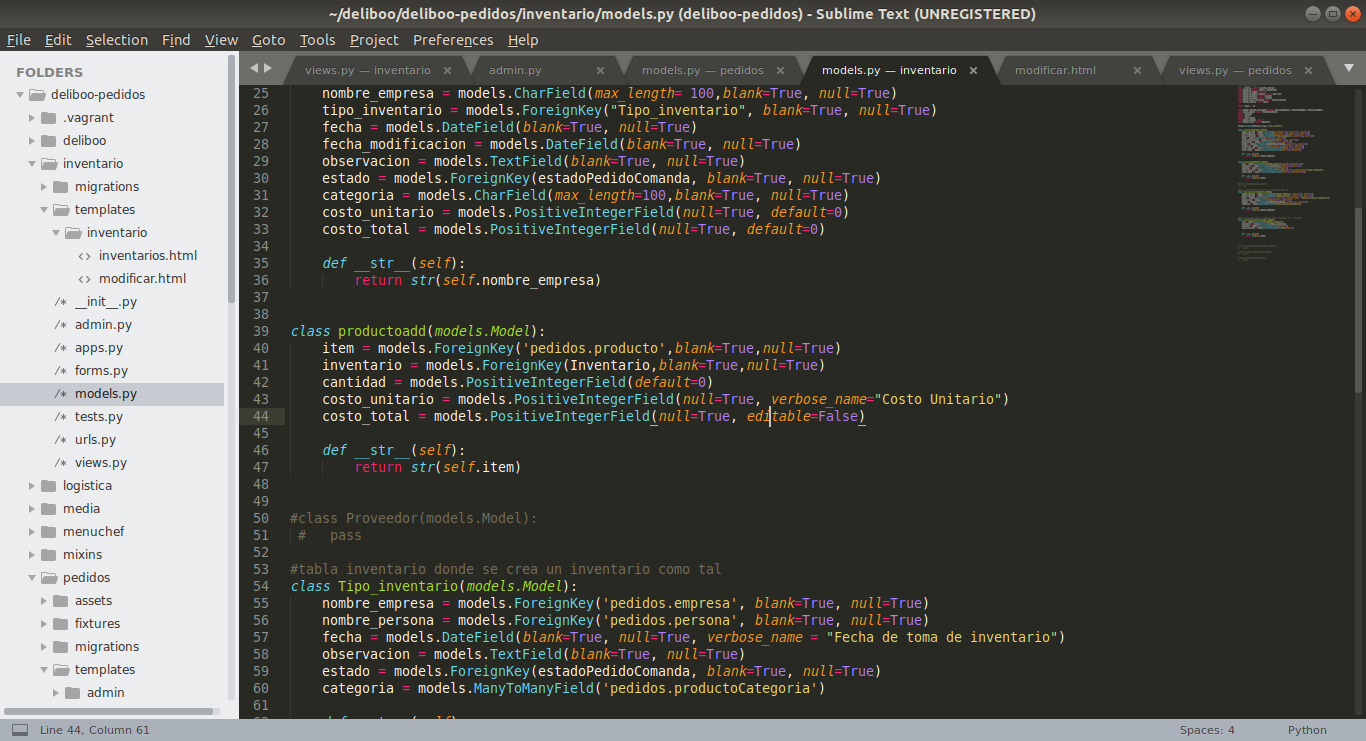 ~/deliboo/deliboo-pedidos/inventario/models.py (deliboo-pedidos) - Sublime Text (UNREGISTERED)
File Edit Selection Find View Goto Tools Project Preferences Help
FOLDERS
deliboo-pedidos
.vagrant
deliboo
inventario
migrations
templates
inventario
<> inventarios.html
<> modificar.html
/* __init__.py
/* admin.py
/* apps.py
/* forms.py
/* models.py
/* tests.py
/* urls.py
/* views.py
logistica
media
menuchef
mixins
pedidos
assets
fixtures
migrations
templates
admin
views.py — inventario × admin.py × models.py — pedidos × models.py — inventario × modificar.html × views.py — pedidos ×
25 nombre_empresa = models.CharField(max_length= 100,blank=True, null=True)
26 tipo_inventario = models.ForeignKey("Tipo_inventario", blank=True, null=True)
27 fecha = models.DateField(blank=True, null=True)
28 fecha_modificacion = models.DateField(blank=True, null=True)
29 observacion = models.TextField(blank=True, null=True)
30 estado = models.ForeignKey(estadoPedidoComanda, blank=True, null=True)
31 categoria = models.CharField(max_length=100,blank=True, null=True)
32 costo_unitario = models.PositiveIntegerField(null=True, default=0)
33 costo_total = models.PositiveIntegerField(null=True, default=0)
34
35 def __str__(self):
36 return str(self.nombre_empresa)
37
38
39 class productoadd(models.Model):
40 item = models.ForeignKey('pedidos.producto',blank=True,null=True)
41 inventario = models.ForeignKey(Inventario,blank=True,null=True)
42 cantidad = models.PositiveIntegerField(default=0)
43 costo_unitario = models.PositiveIntegerField(null=True, verbose_name="Costo Unitario")
44 costo_total = models.PositiveIntegerField(null=True, editable=False)
45
46 def __str__(self):
47 return str(self.item)
48
49
50 #class Proveedor(models.Model):
51 # pass
52
53 #tabla inventario donde se crea un inventario como tal
54 class Tipo_inventario(models.Model):
55 nombre_empresa = models.ForeignKey('pedidos.empresa', blank=True, null=True)
56 nombre_persona = models.ForeignKey('pedidos.persona', blank=True, null=True)
57 fecha = models.DateField(blank=True, null=True, verbose_name = "Fecha de toma de inventario")
58 observacion = models.TextField(blank=True, null=True)
59 estado = models.ForeignKey(estadoPedidoComanda, blank=True, null=True)
60 categoria = models.ManyToManyField('pedidos.productoCategoria')
61
Line 44, Column 61 Spaces: 4 Python